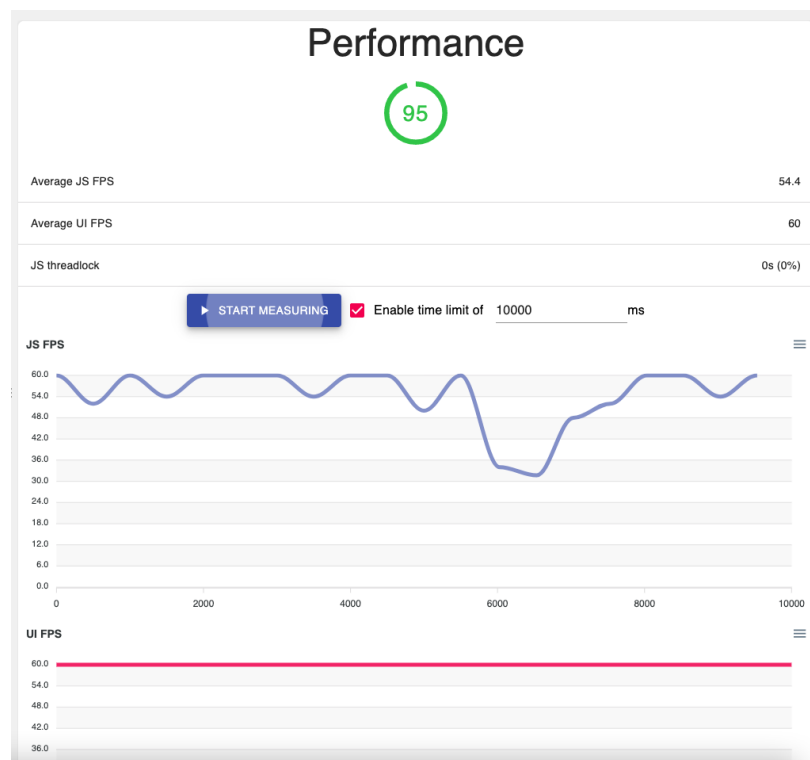 Performance
95
Average JS FPS 54.4
Average UI FPS 60
JS threadlock 0s (0%)
START MEASURING Enable time limit of 10000 ms
JS FPS
60.0
54.0
48.0
42.0
36.0
30.0
24.0
18.0
12.0
6.0
0.0
0 2000 4000 6000 8000 10000
UI FPS
60.0
54.0
48.0
42.0
36.0